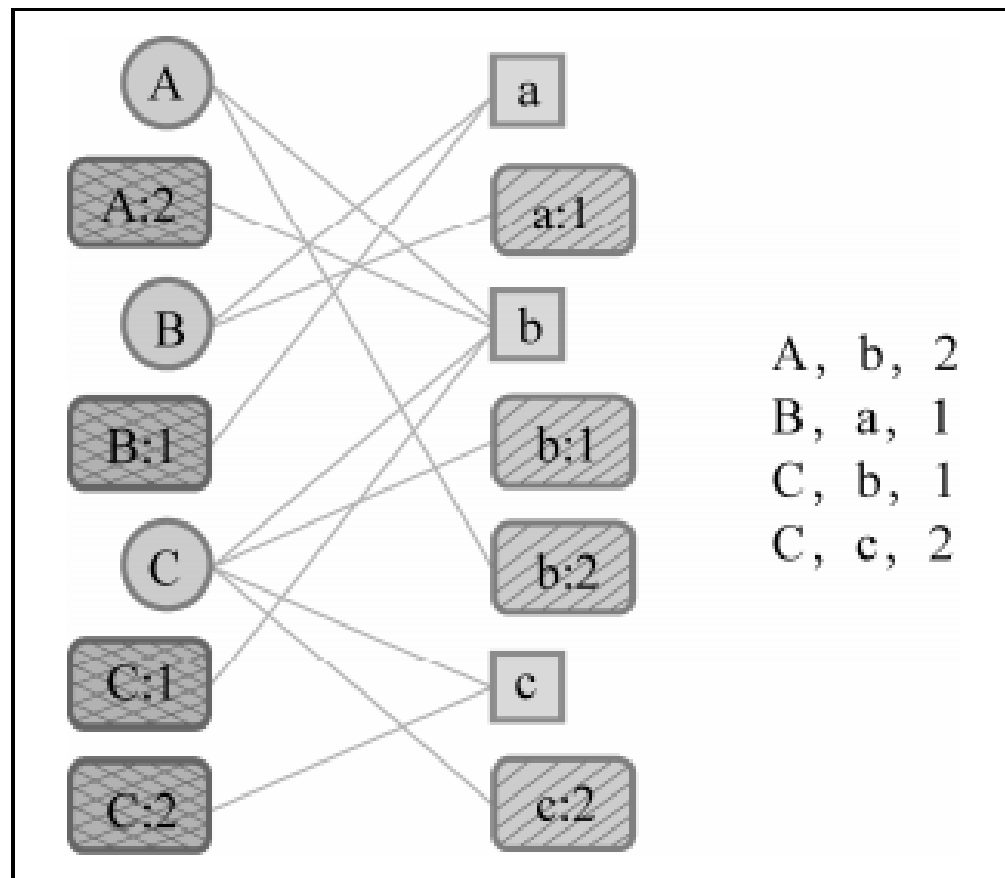 A
a
A:2
a:1
B
b
B:1
b:1
C
b:2
C:1
c
C:2
c:2
A, b, 2
B, a, 1
C, b, 1
C, c, 2